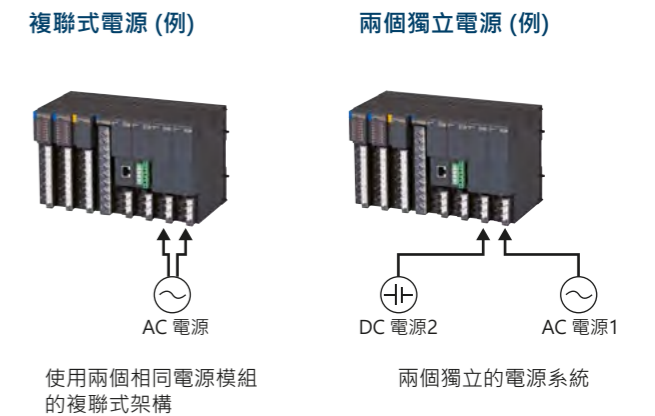 複聯式電源 (例)
兩個獨立電源 (例)
AC 電源
DC 電源2
AC 電源1
使用兩個相同電源模組
的複聯式架構
兩個獨立的電源系統